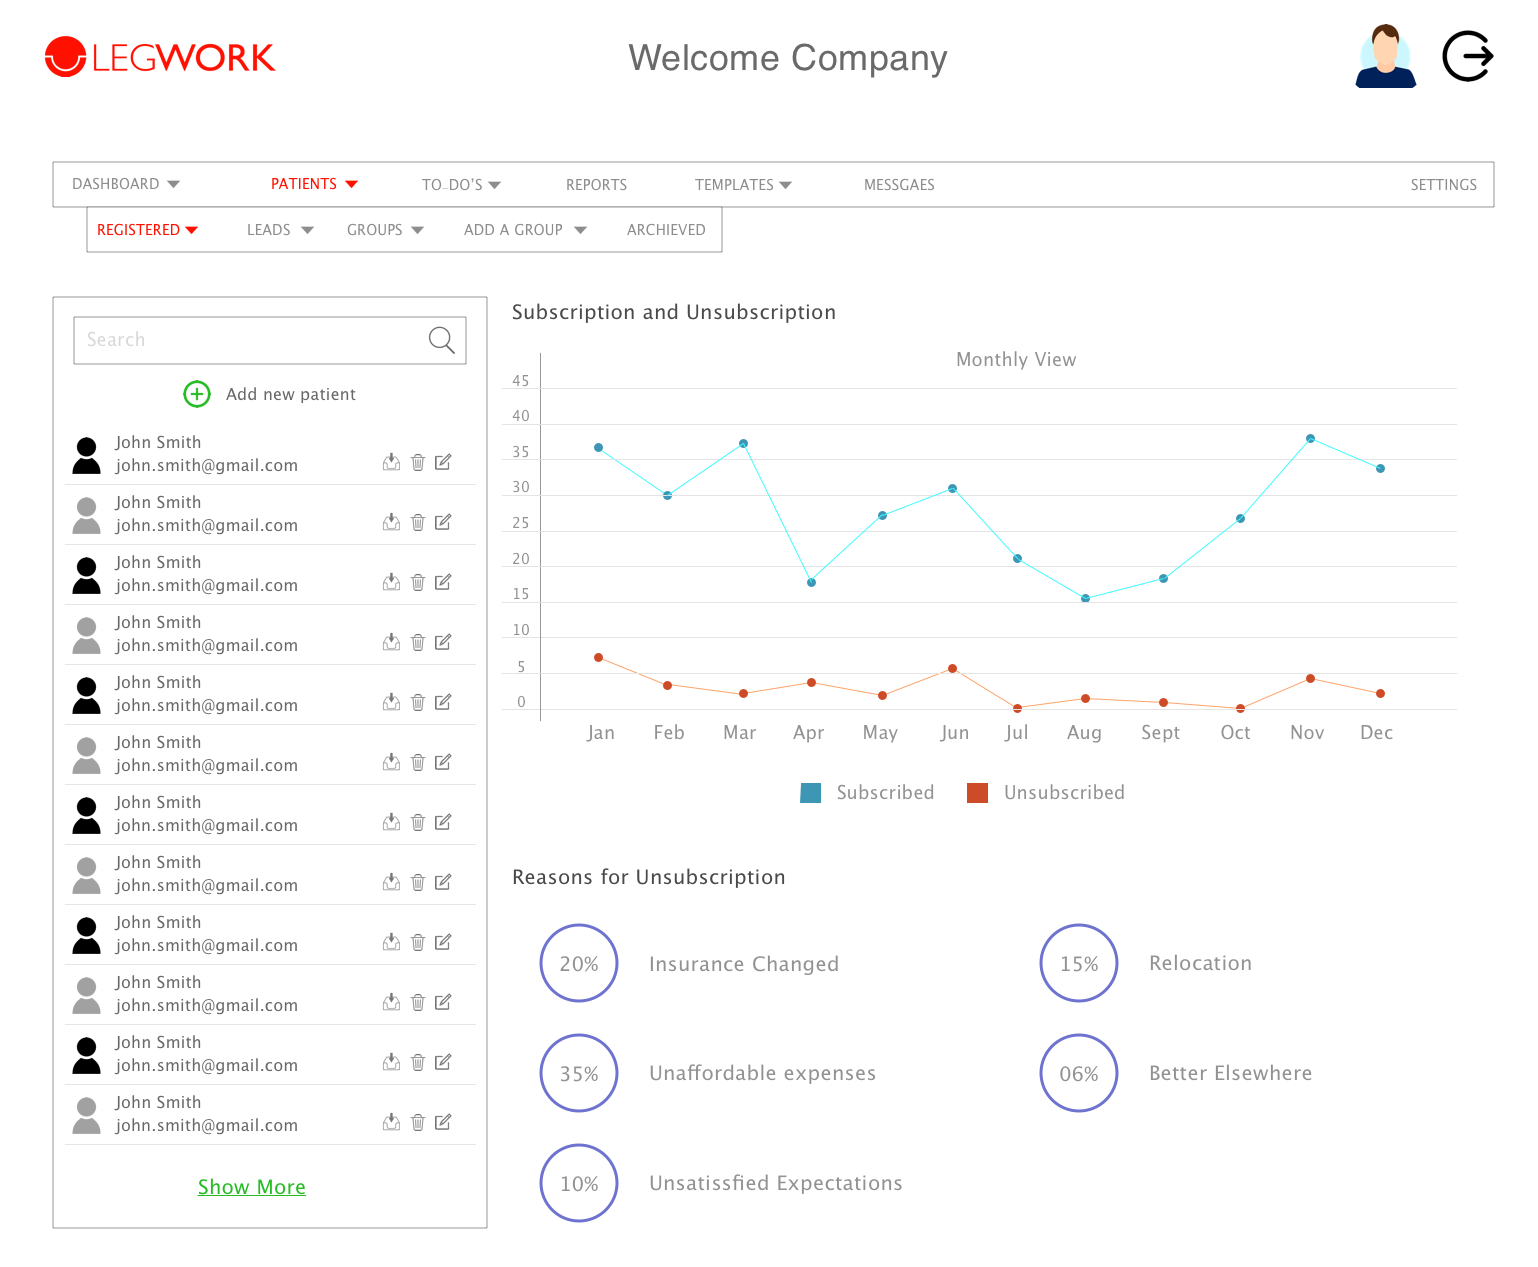 LEGWORK
Welcome Company
DASHBOARD PATIENTS TO-DO'S REPORTS TEMPLATES MESSGAES SETTINGS
REGISTERED LEADS GROUPS ADD A GROUP ARCHIEVED
Search
Add new patient
John Smith
john.smith@gmail.com
John Smith
john.smith@gmail.com
John Smith
john.smith@gmail.com
John Smith
john.smith@gmail.com
John Smith
john.smith@gmail.com
John Smith
john.smith@gmail.com
John Smith
john.smith@gmail.com
John Smith
john.smith@gmail.com
John Smith
john.smith@gmail.com
John Smith
john.smith@gmail.com
John Smith
john.smith@gmail.com
John Smith
john.smith@gmail.com
Show More
Subscription and Unsubscription
Monthly View
45
40
35
30
25
20
15
10
5
0
Jan Feb Mar Apr May Jun Jul Aug Sept Oct Nov Dec
Subscribed Unsubscribed
Reasons for Unsubscription
20% Insurance Changed
15% Relocation
35% Unaffordable expenses
06% Better Elsewhere
10% Unsatissfied Expectations